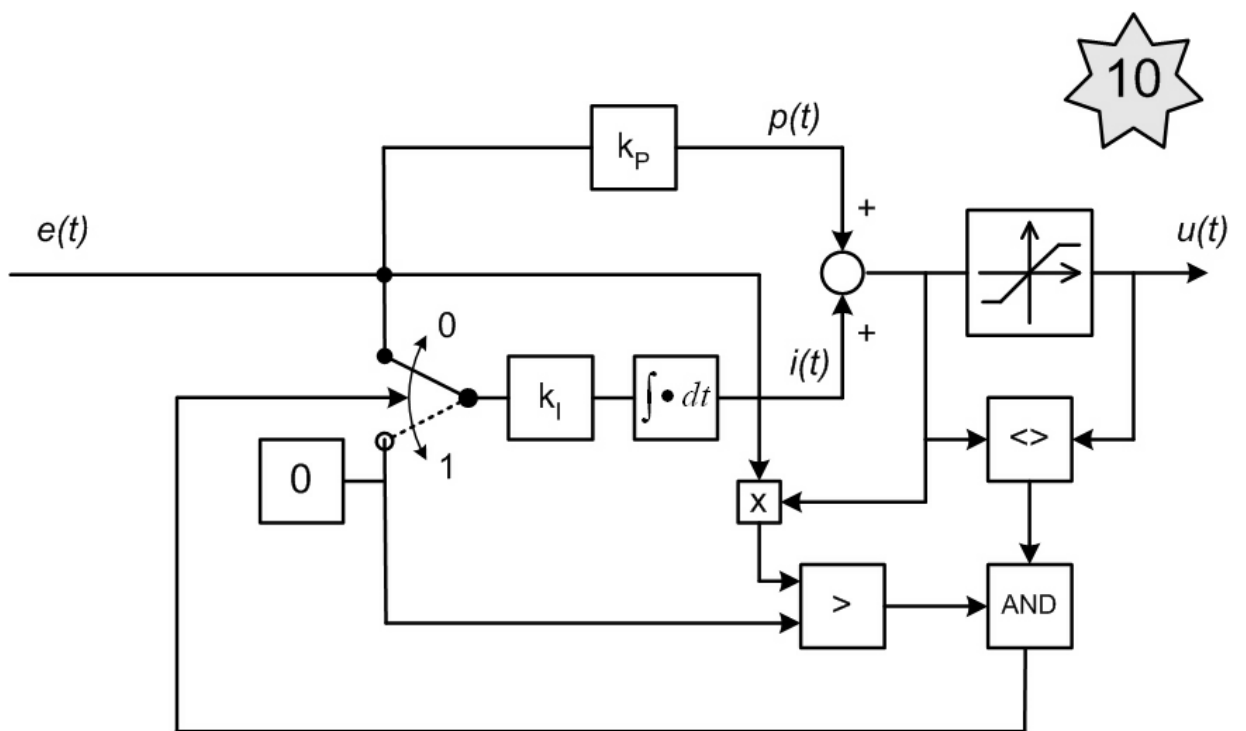 10
k_P
p(t)
+
e(t)
u(t)
0
+
i(t)
k_I
∫ • dt
<>
1
0
x
>
AND